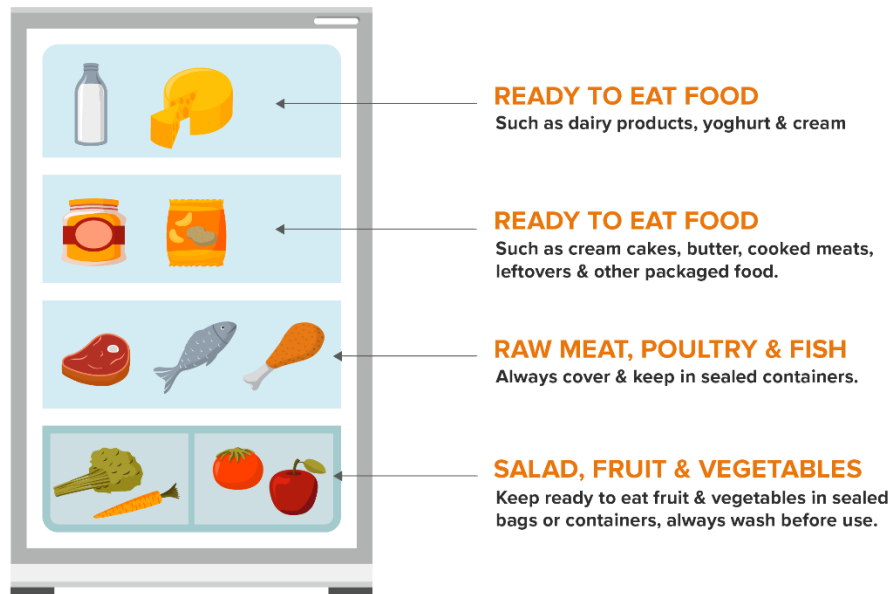 READY TO EAT FOOD
Such as dairy products, yoghurt & cream
READY TO EAT FOOD
Such as cream cakes, butter, cooked meats,
leftovers & other packaged food.
RAW MEAT, POULTRY & FISH
Always cover & keep in sealed containers.
SALAD, FRUIT & VEGETABLES
Keep ready to eat fruit & vegetables in sealed
bags or containers, always wash before use.